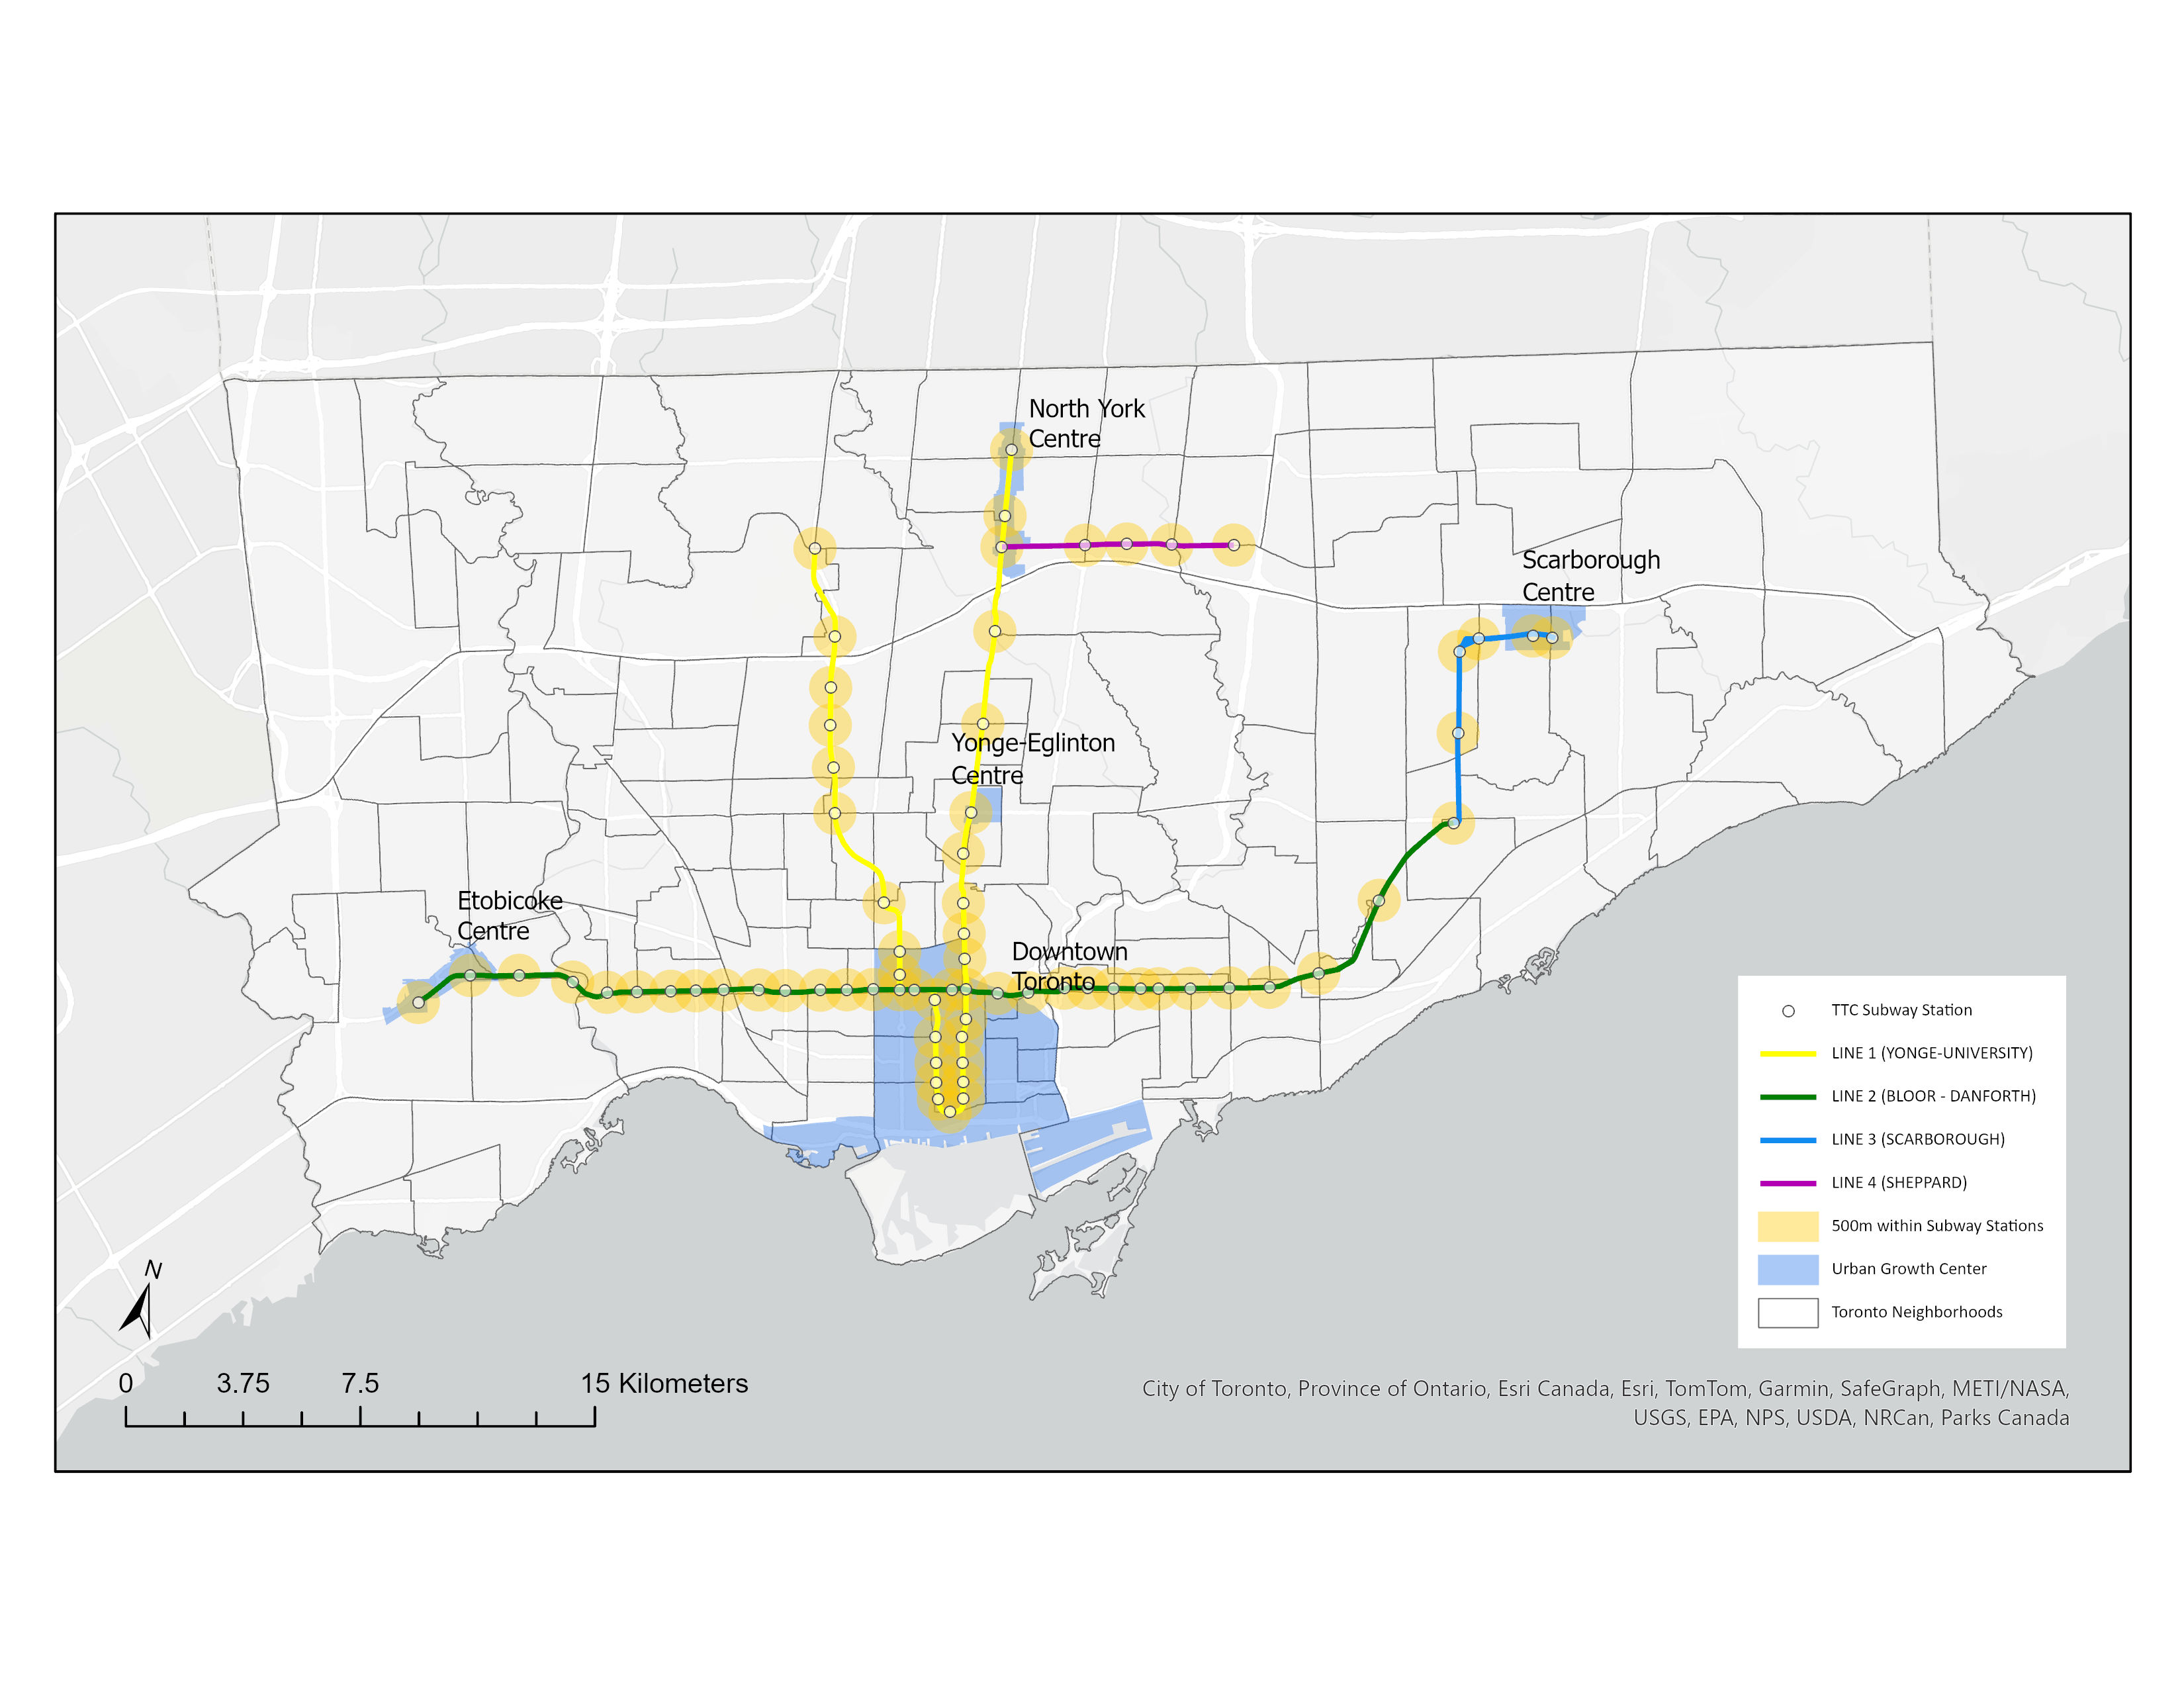 North York
Centre
Scarborough
Centre
Yonge-Eglinton
Centre
Etobicoke
Centre
Downtown
Toronto
TTC Subway Station
LINE 1 (YONGE-UNIVERSITY)
LINE 2 (BLOOR - DANFORTH)
LINE 3 (SCARBOROUGH)
LINE 4 (SHEPPARD)
500m within Subway Stations
Urban Growth Center
Toronto Neighborhoods
N
0 3.75 7.5 15 Kilometers
City of Toronto, Province of Ontario, Esri Canada, Esri, TomTom, Garmin, SafeGraph, METI/NASA,
USGS, EPA, NPS, USDA, NRCan, Parks Canada